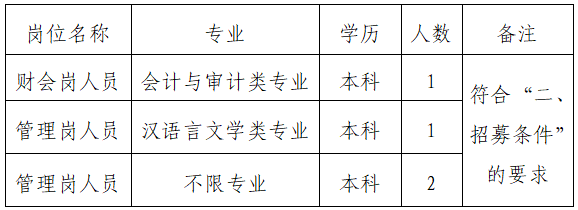 岗位名称 专业 学历 人数 备注
财会岗人员 会计与审计类专业 本科 1
管理岗人员 汉语言文学类专业 本科 1
管理岗人员 不限专业 本科 2
符合“二、
招募条件”
的要求